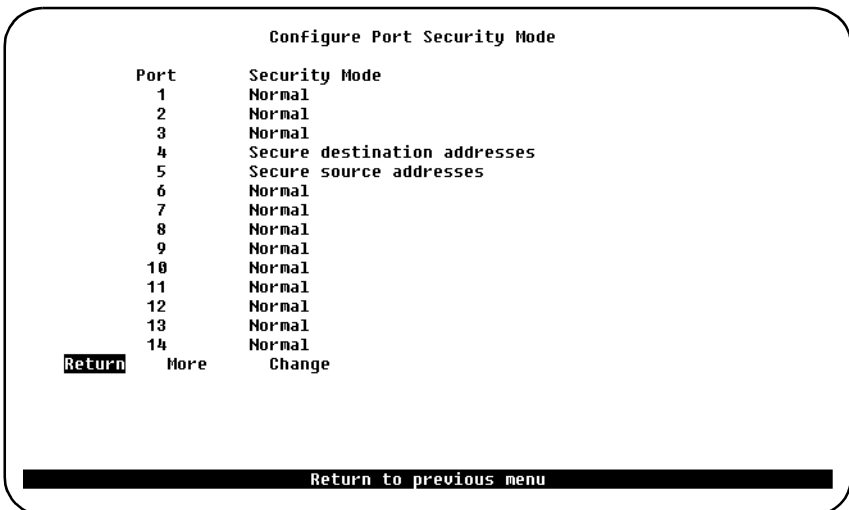 Configure Port Security Mode
Port Security Mode
1 Normal
2 Normal
3 Normal
4 Secure destination addresses
5 Secure source addresses
6 Normal
7 Normal
8 Normal
9 Normal
10 Normal
11 Normal
12 Normal
13 Normal
14 Normal
Return More Change
Return to previous menu